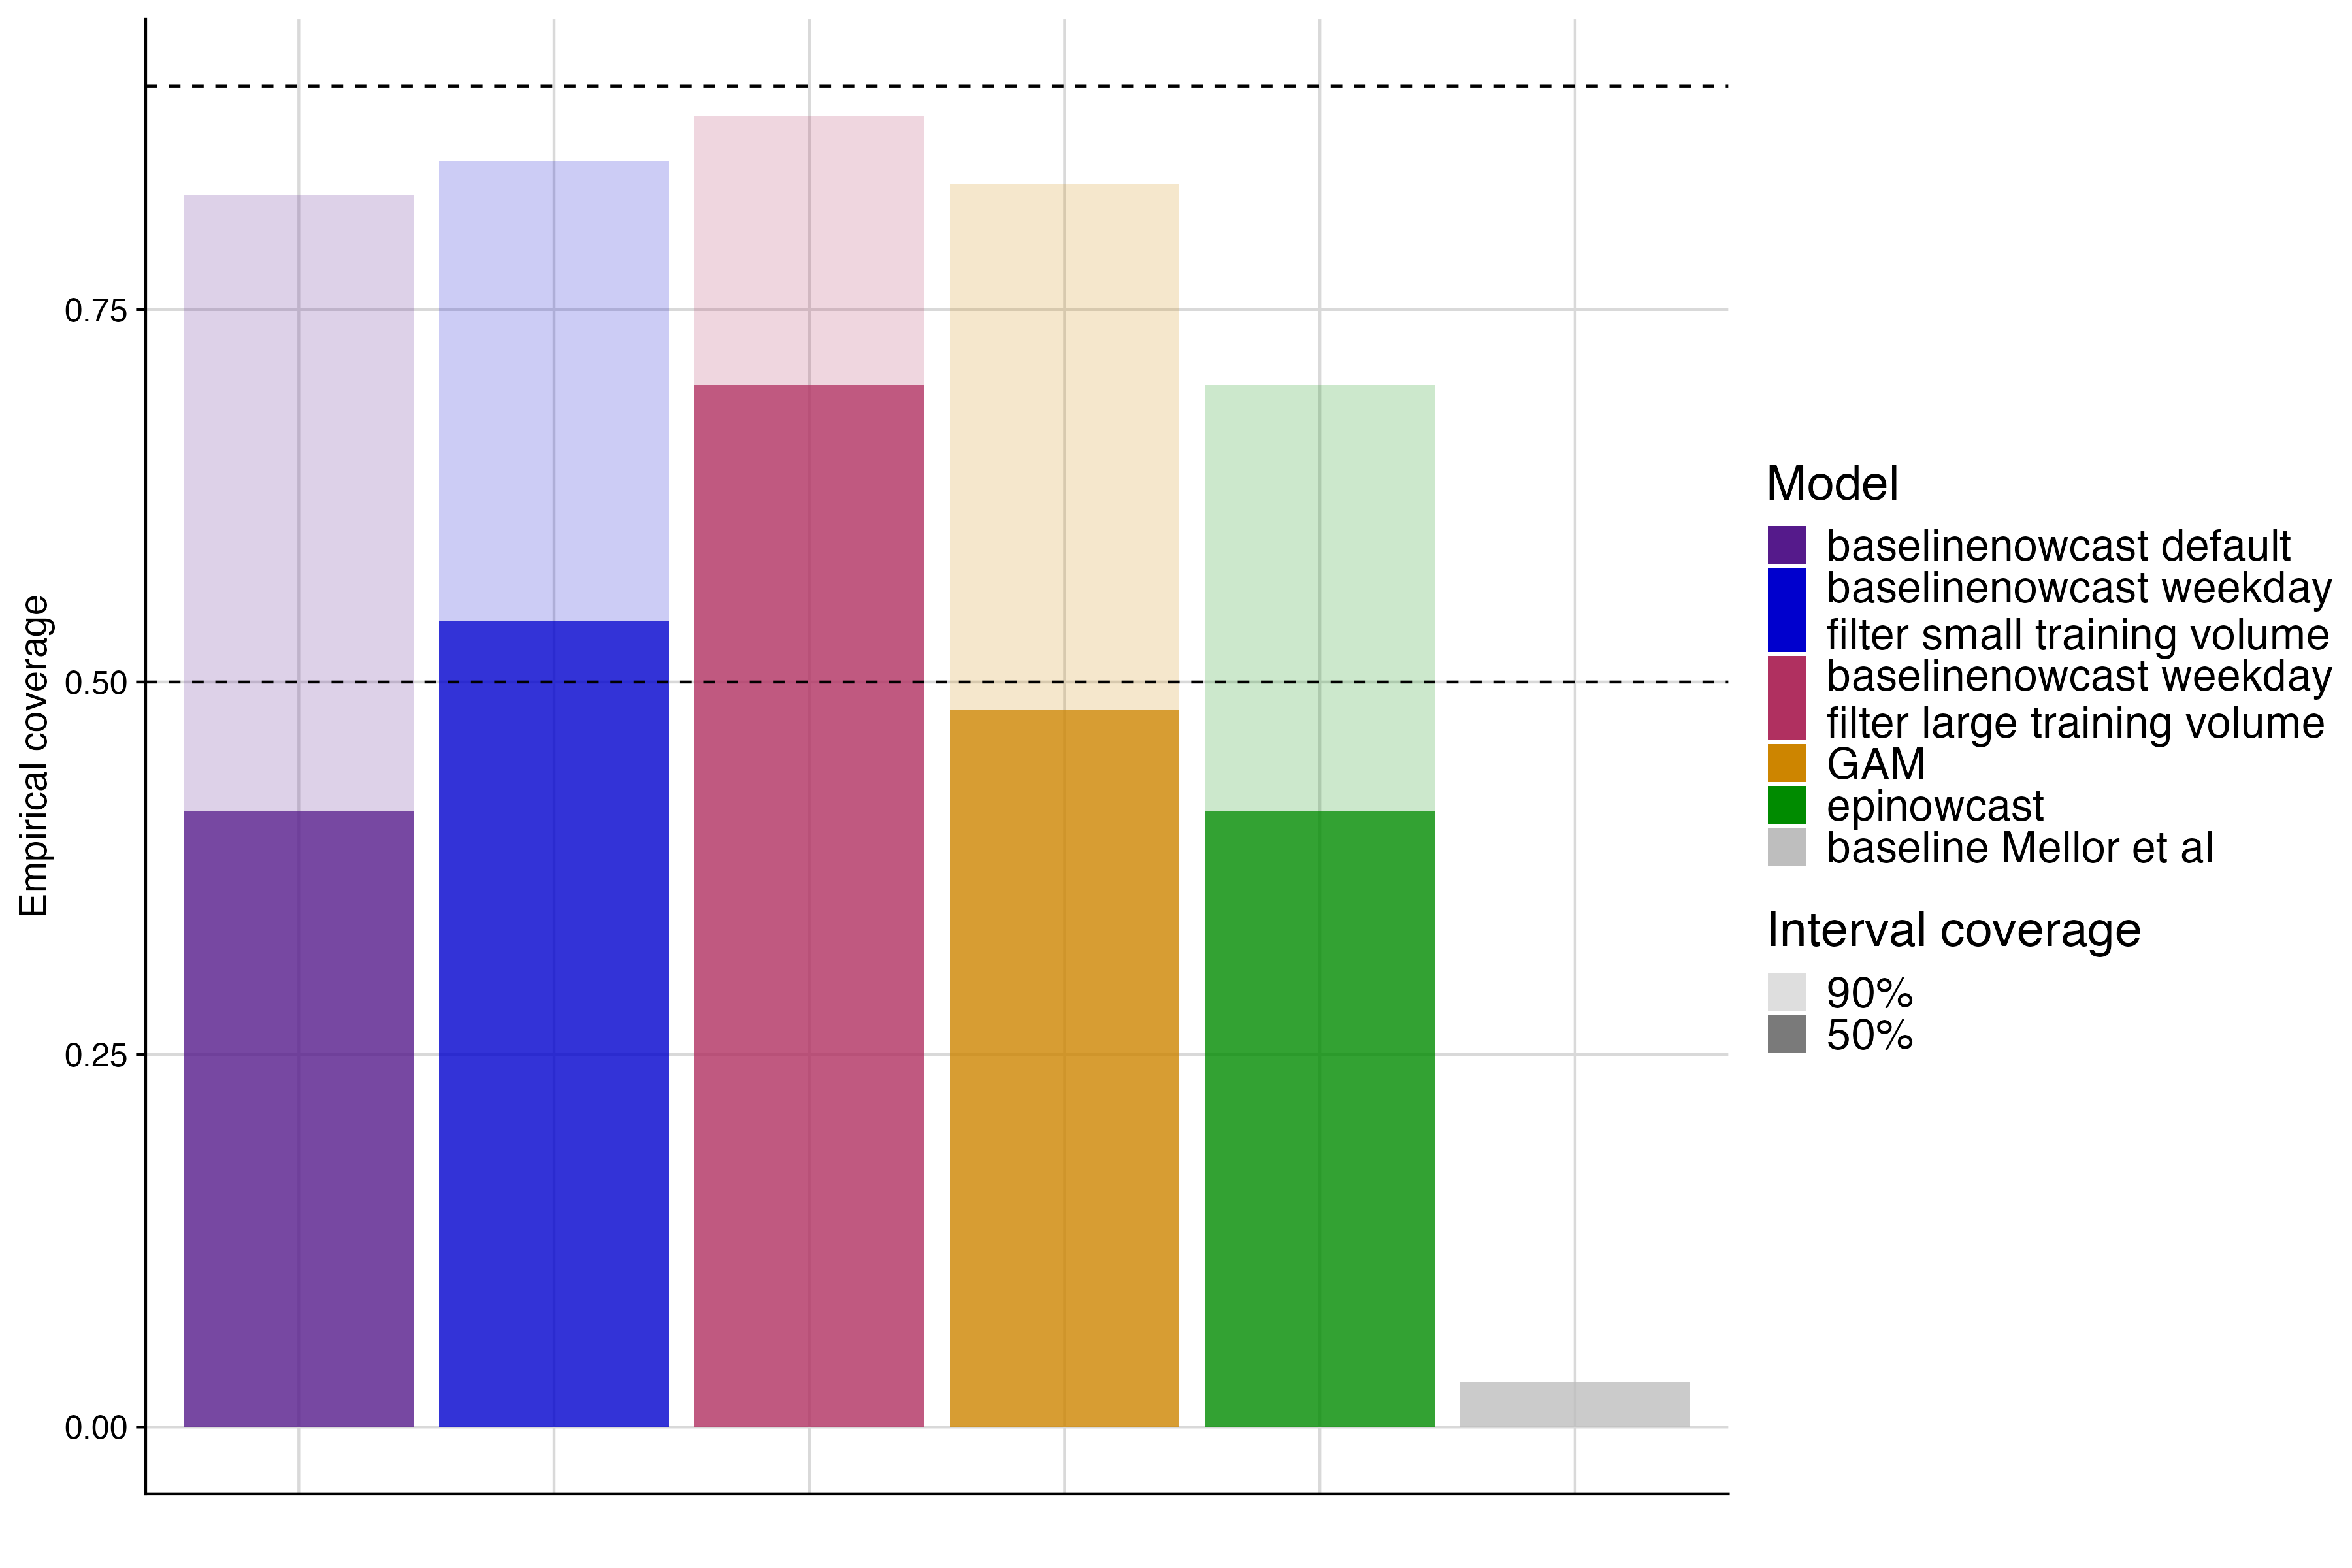 Empirical coverage
0.75
0.50
0.25
0.00
Model
baselinenowcast default
baselinenowcast weekday
filter small training volume
baselinenowcast weekday
filter large training volume
GAM
epinowcast
baseline Mellor et al
Interval coverage
90%
50%